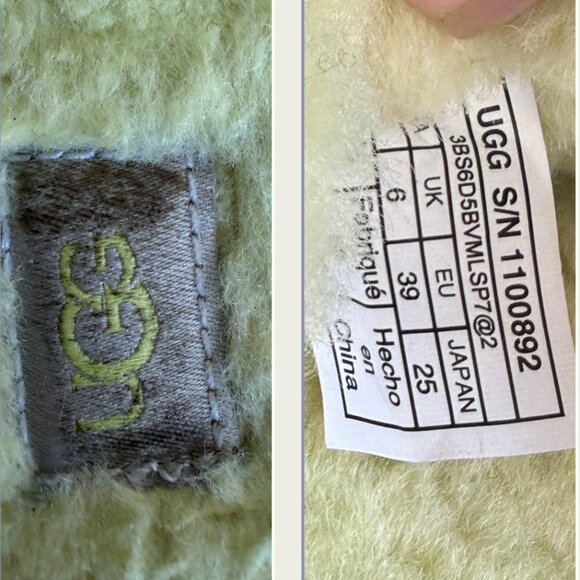 UGG
UGG S/N 1100892
3BS6D5BVMLSP7@2
UK EU JAPAN
6 39 25
Fabriqué Hecho
en
China